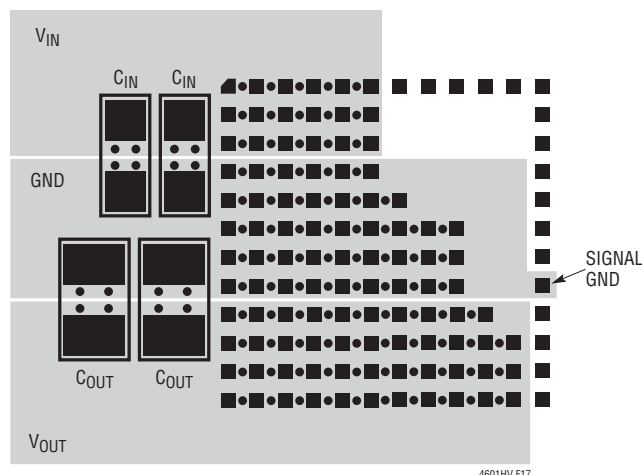 VIN
CIN CIN
GND
SIGNAL
GND
COUT COUT
VOUT
4601HV F17